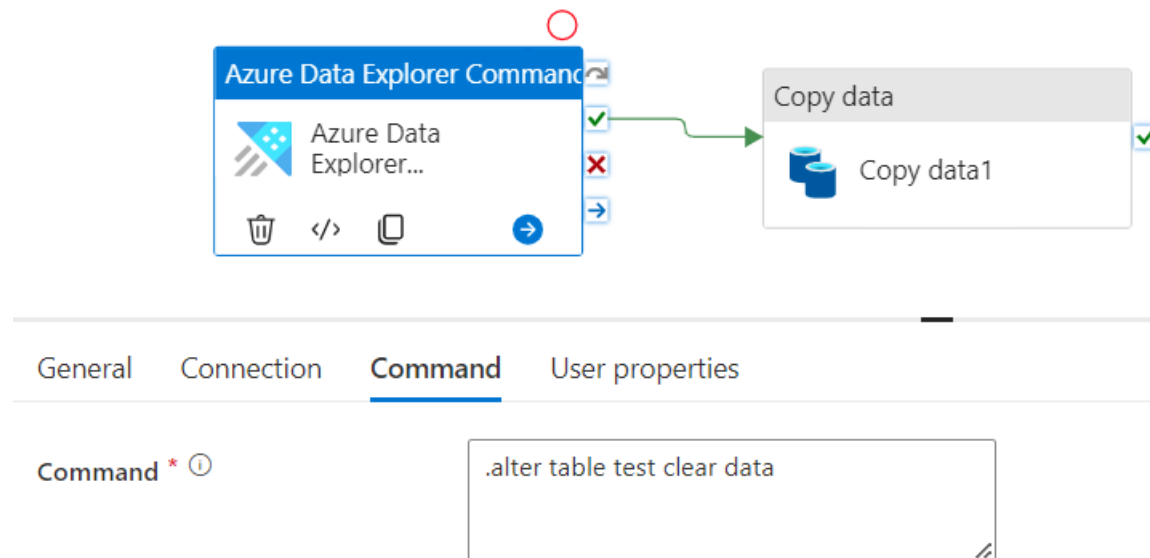 Azure Data Explorer Command
Copy data
Azure Data
Explorer...
Copy data1
General Connection Command User properties
Command * .alter table test clear data